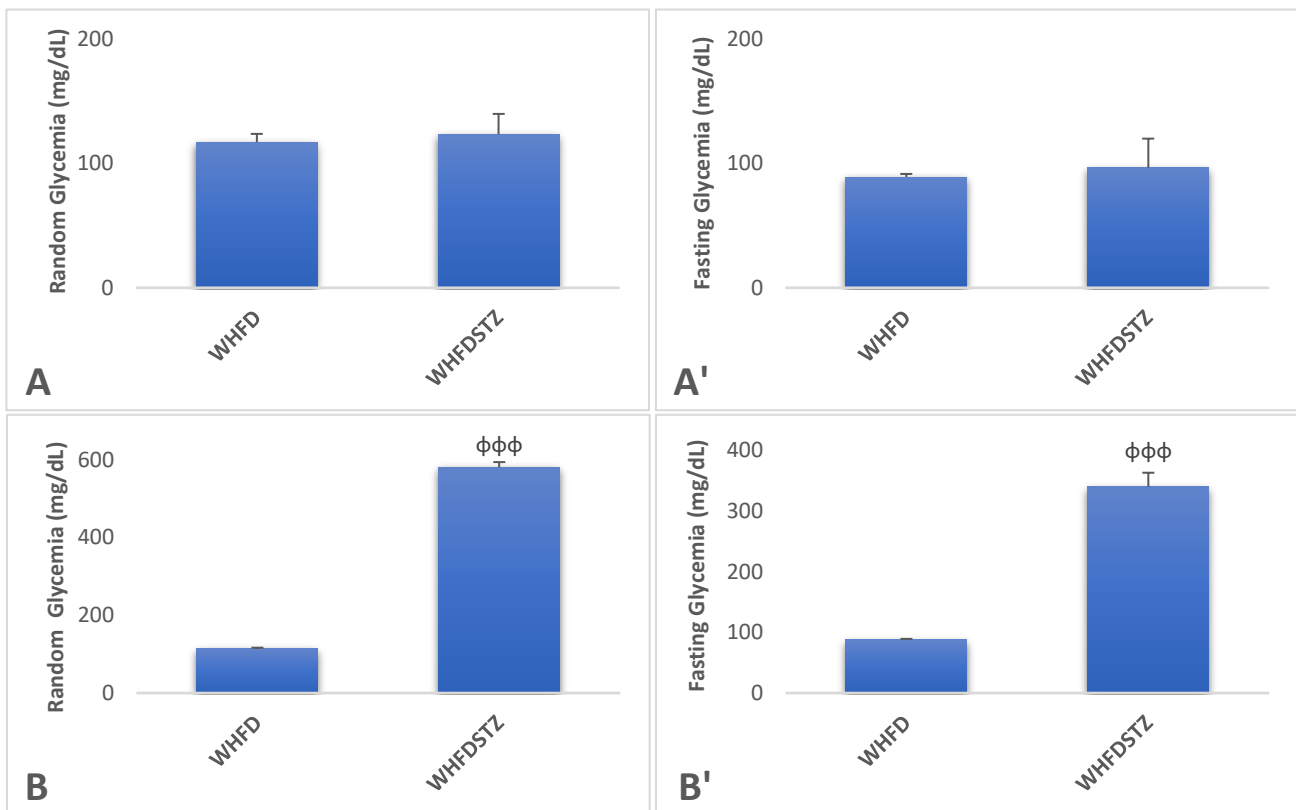 Random Glycemia (mg/dL)
200
100
0
WHFD
WHFDSTZ
A
Fasting Glycemia (mg/dL)
200
100
0
WHFD
WHFDSTZ
A'
Random Glycemia (mg/dL)
600
400
200
0
ϕϕϕ
WHFD
WHFDSTZ
B
Fasting Glycemia (mg/dL)
400
300
200
100
0
ϕϕϕ
WHFD
WHFDSTZ
B'